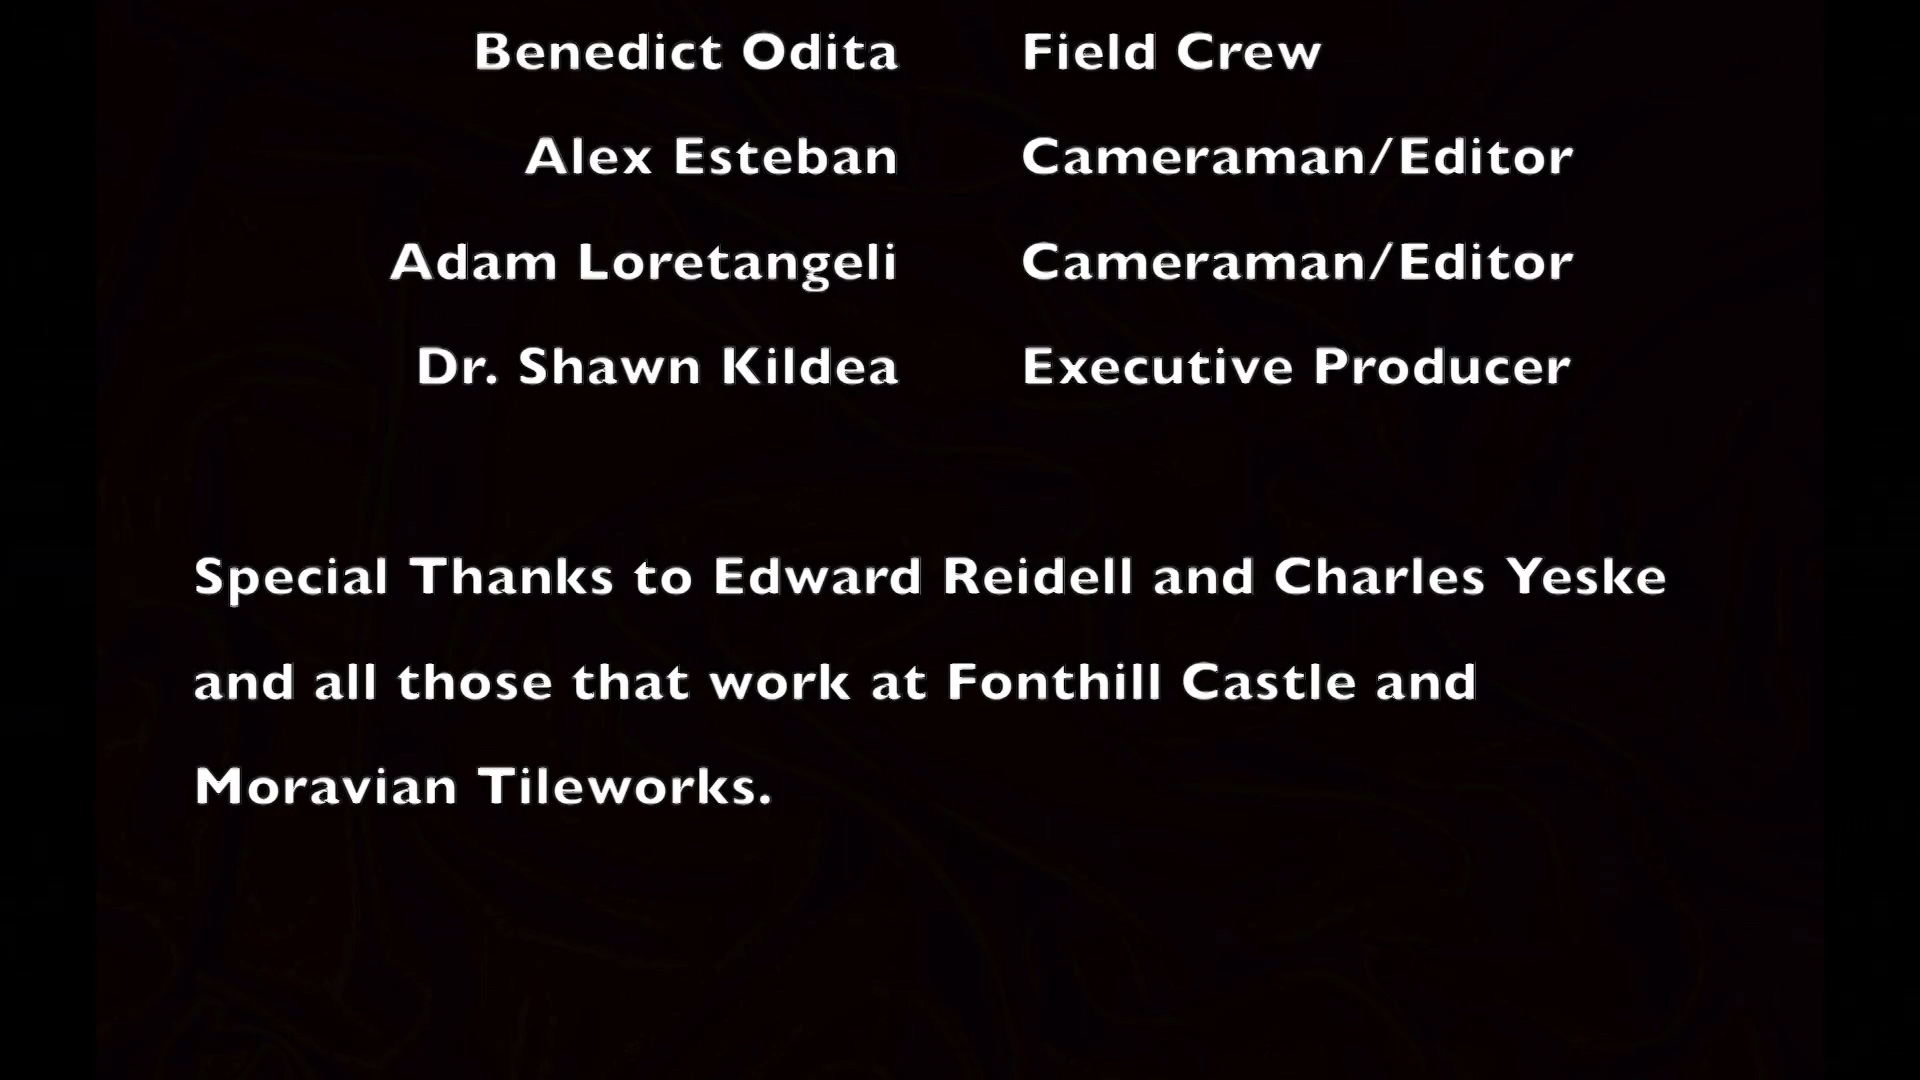 Benedict Odita Field Crew
Alex Esteban Cameraman/Editor
Adam Loretangeli Cameraman/Editor
Dr. Shawn Kildea Executive Producer
Special Thanks to Edward Reidell and Charles Yeske
and all those that work at Fonthill Castle and
Moravian Tileworks.